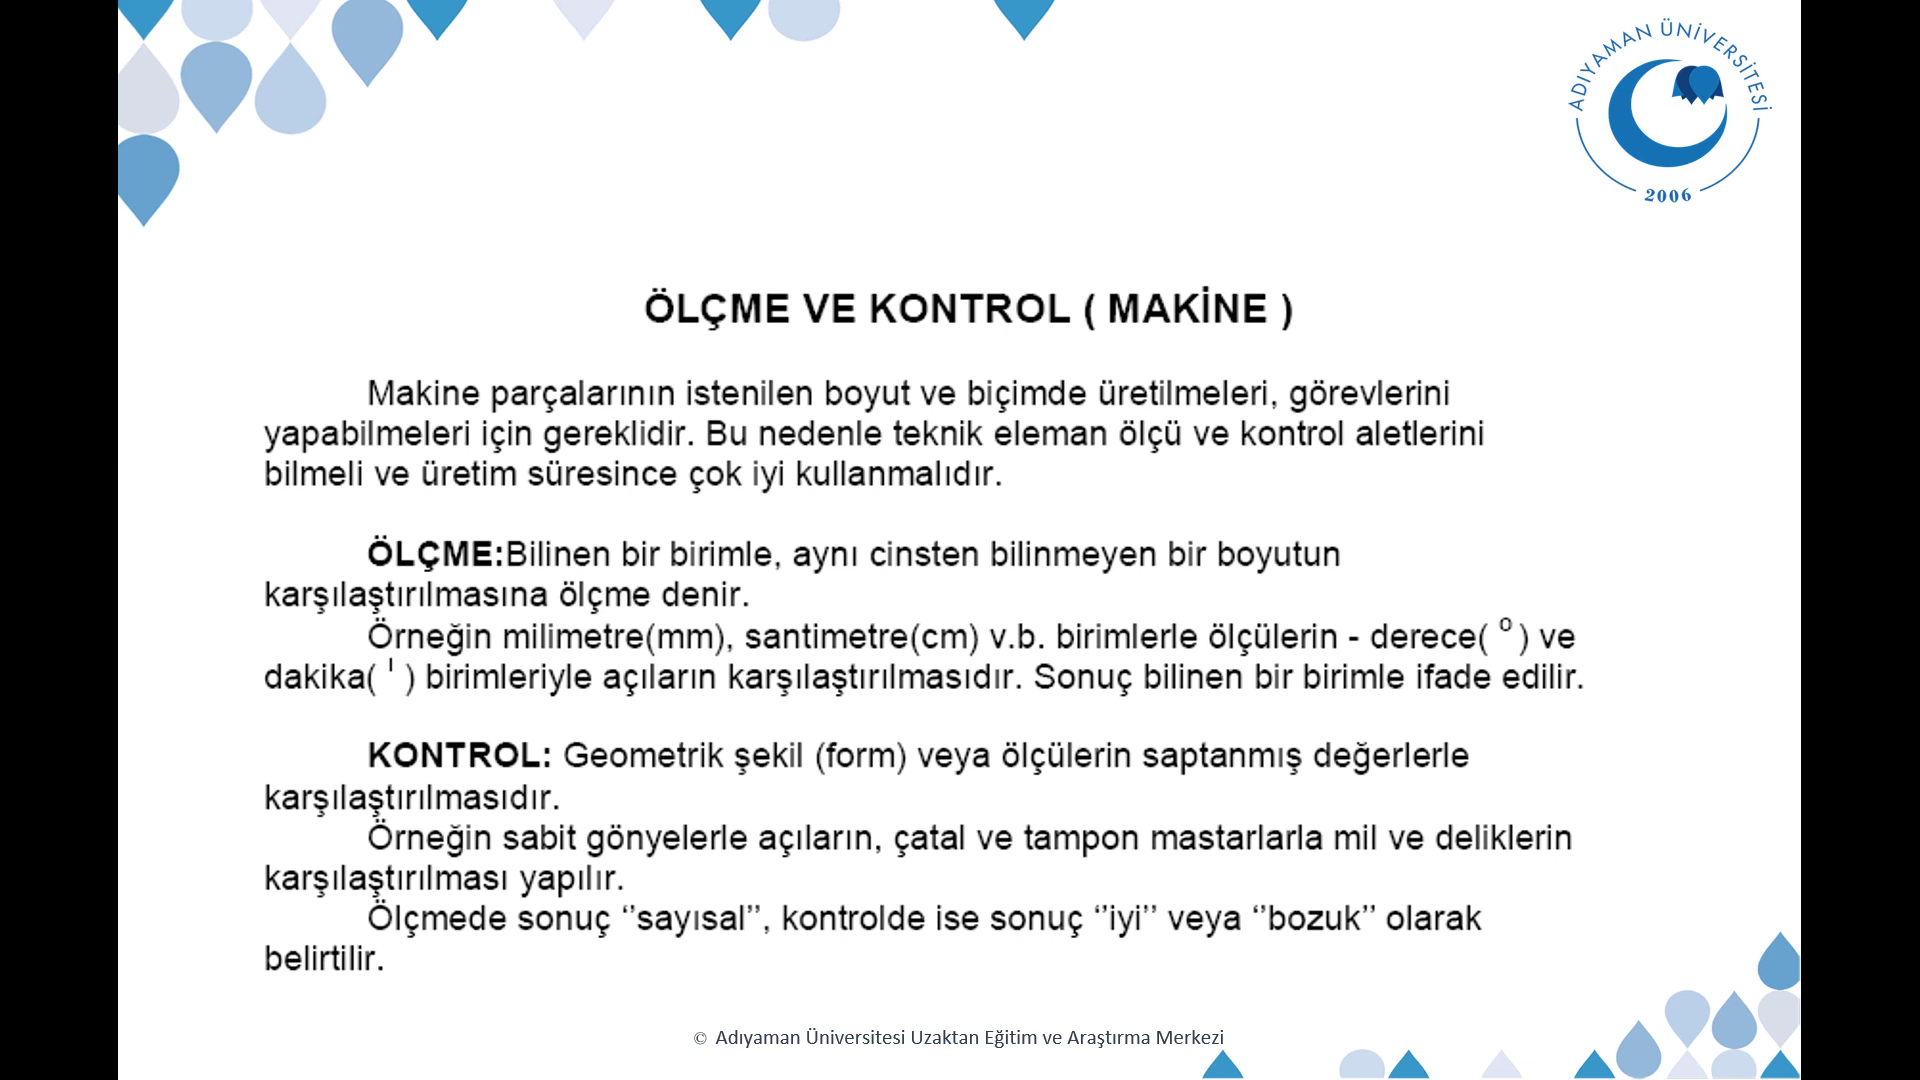 ADIYAMAN ÜNİVERSİTESİ
2006
ÖLÇME VE KONTROL ( MAKİNE )
Makine parçalarının istenilen boyut ve biçimde üretilmeleri, görevlerini
yapabilmeleri için gereklidir. Bu nedenle teknik eleman ölçü ve kontrol aletlerini
bilmeli ve üretim süresince çok iyi kullanmalıdır.
ÖLÇME:Bilinen bir birimle, aynı cinsten bilinmeyen bir boyutun
karşılaştırılmasına ölçme denir.
Örneğin milimetre(mm), santimetre(cm) v.b. birimlerle ölçülerin - derece( o ) ve
dakika( ı ) birimleriyle açıların karşılaştırılmasıdır. Sonuç bilinen bir birimle ifade edilir.
KONTROL: Geometrik şekil (form) veya ölçülerin saptanmış değerlerle
karşılaştırılmasıdır.
Örneğin sabit gönyelerle açıların, çatal ve tampon mastarlarla mil ve deliklerin
karşılaştırılması yapılır.
Ölçmede sonuç ‘’sayısal’’, kontrolde ise sonuç ‘’iyi’’ veya ‘’bozuk’’ olarak
belirtilir.
© Adıyaman Üniversitesi Uzaktan Eğitim ve Araştırma Merkezi